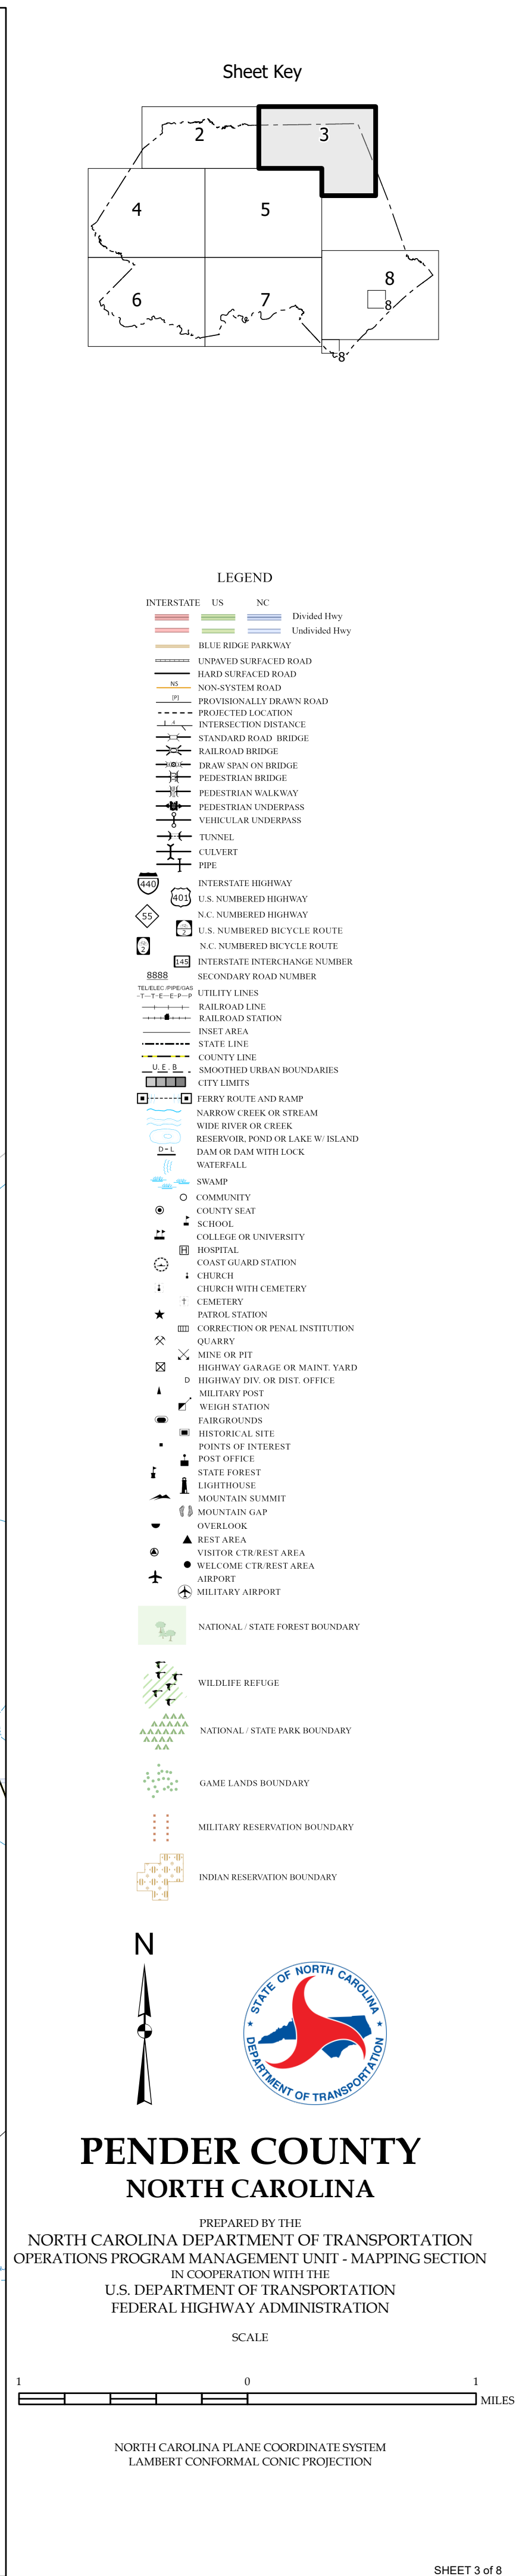 Sheet Key
2
3
4
5
6
7
8
8
8
LEGEND
INTERSTATE US NC
Divided Hwy
Undivided Hwy
BLUE RIDGE PARKWAY
UNPAVED SURFACED ROAD
HARD SURFACED ROAD
NS NON-SYSTEM ROAD
[P] PROVISIONALLY DRAWN ROAD
PROJECTED LOCATION
4 INTERSECTION DISTANCE
STANDARD ROAD BRIDGE
RAILROAD BRIDGE
DRAW SPAN ON BRIDGE
PEDESTRIAN BRIDGE
PEDESTRIAN WALKWAY
PEDESTRIAN UNDERPASS
VEHICULAR UNDERPASS
TUNNEL
CULVERT
PIPE
440 INTERSTATE HIGHWAY
401 U.S. NUMBERED HIGHWAY
55 N.C. NUMBERED HIGHWAY
2 U.S. NUMBERED BICYCLE ROUTE
2 N.C. NUMBERED BICYCLE ROUTE
145 INTERSTATE INTERCHANGE NUMBER
8888 SECONDARY ROAD NUMBER
TEL/ELEC/PIPE/GAS
-T--T-E--E-P--P UTILITY LINES
RAILROAD LINE
RAILROAD STATION
INSET AREA
STATE LINE
COUNTY LINE
U. E. B SMOOTHED URBAN BOUNDARIES
CITY LIMITS
FERRY ROUTE AND RAMP
NARROW CREEK OR STREAM
WIDE RIVER OR CREEK
RESERVOIR, POND OR LAKE W/ ISLAND
D-L DAM OR DAM WITH LOCK
WATERFALL
SWAMP
COMMUNITY
COUNTY SEAT
SCHOOL
COLLEGE OR UNIVERSITY
H HOSPITAL
COAST GUARD STATION
CHURCH
CHURCH WITH CEMETERY
CEMETERY
PATROL STATION
CORRECTION OR PENAL INSTITUTION
QUARRY
MINE OR PIT
HIGHWAY GARAGE OR MAINT. YARD
D HIGHWAY DIV. OR DIST. OFFICE
MILITARY POST
WEIGH STATION
FAIRGROUNDS
HISTORICAL SITE
POINTS OF INTEREST
POST OFFICE
STATE FOREST
LIGHTHOUSE
MOUNTAIN SUMMIT
MOUNTAIN GAP
OVERLOOK
REST AREA
VISITOR CTR/REST AREA
WELCOME CTR/REST AREA
AIRPORT
MILITARY AIRPORT
NATIONAL / STATE FOREST BOUNDARY
WILDLIFE REFUGE
NATIONAL / STATE PARK BOUNDARY
GAME LANDS BOUNDARY
MILITARY RESERVATION BOUNDARY
INDIAN RESERVATION BOUNDARY
N
STATE OF NORTH CAROLINA
DEPARTMENT OF TRANSPORTATION
PENDER COUNTY
NORTH CAROLINA
PREPARED BY THE
NORTH CAROLINA DEPARTMENT OF TRANSPORTATION
OPERATIONS PROGRAM MANAGEMENT UNIT - MAPPING SECTION
IN COOPERATION WITH THE
U.S. DEPARTMENT OF TRANSPORTATION
FEDERAL HIGHWAY ADMINISTRATION
SCALE
1 0 1
MILES
NORTH CAROLINA PLANE COORDINATE SYSTEM
LAMBERT CONFORMAL CONIC PROJECTION
SHEET 3 of 8